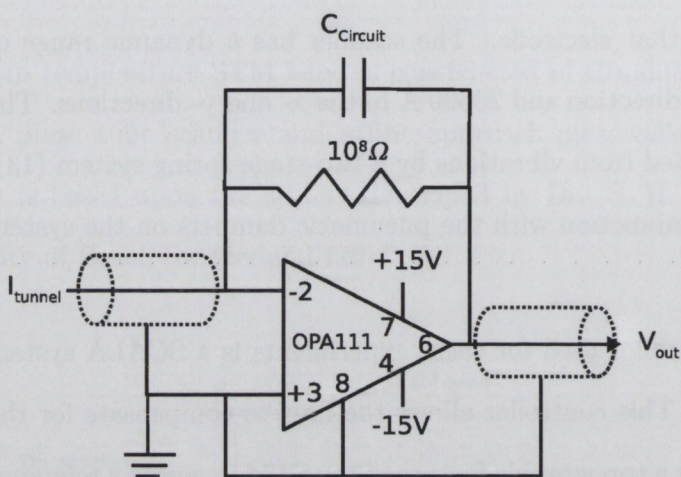 C_Circuit
10⁸Ω
I_tunnel
+15V
-2
7
OPA111
6
V_out
4
+3
8
-15V